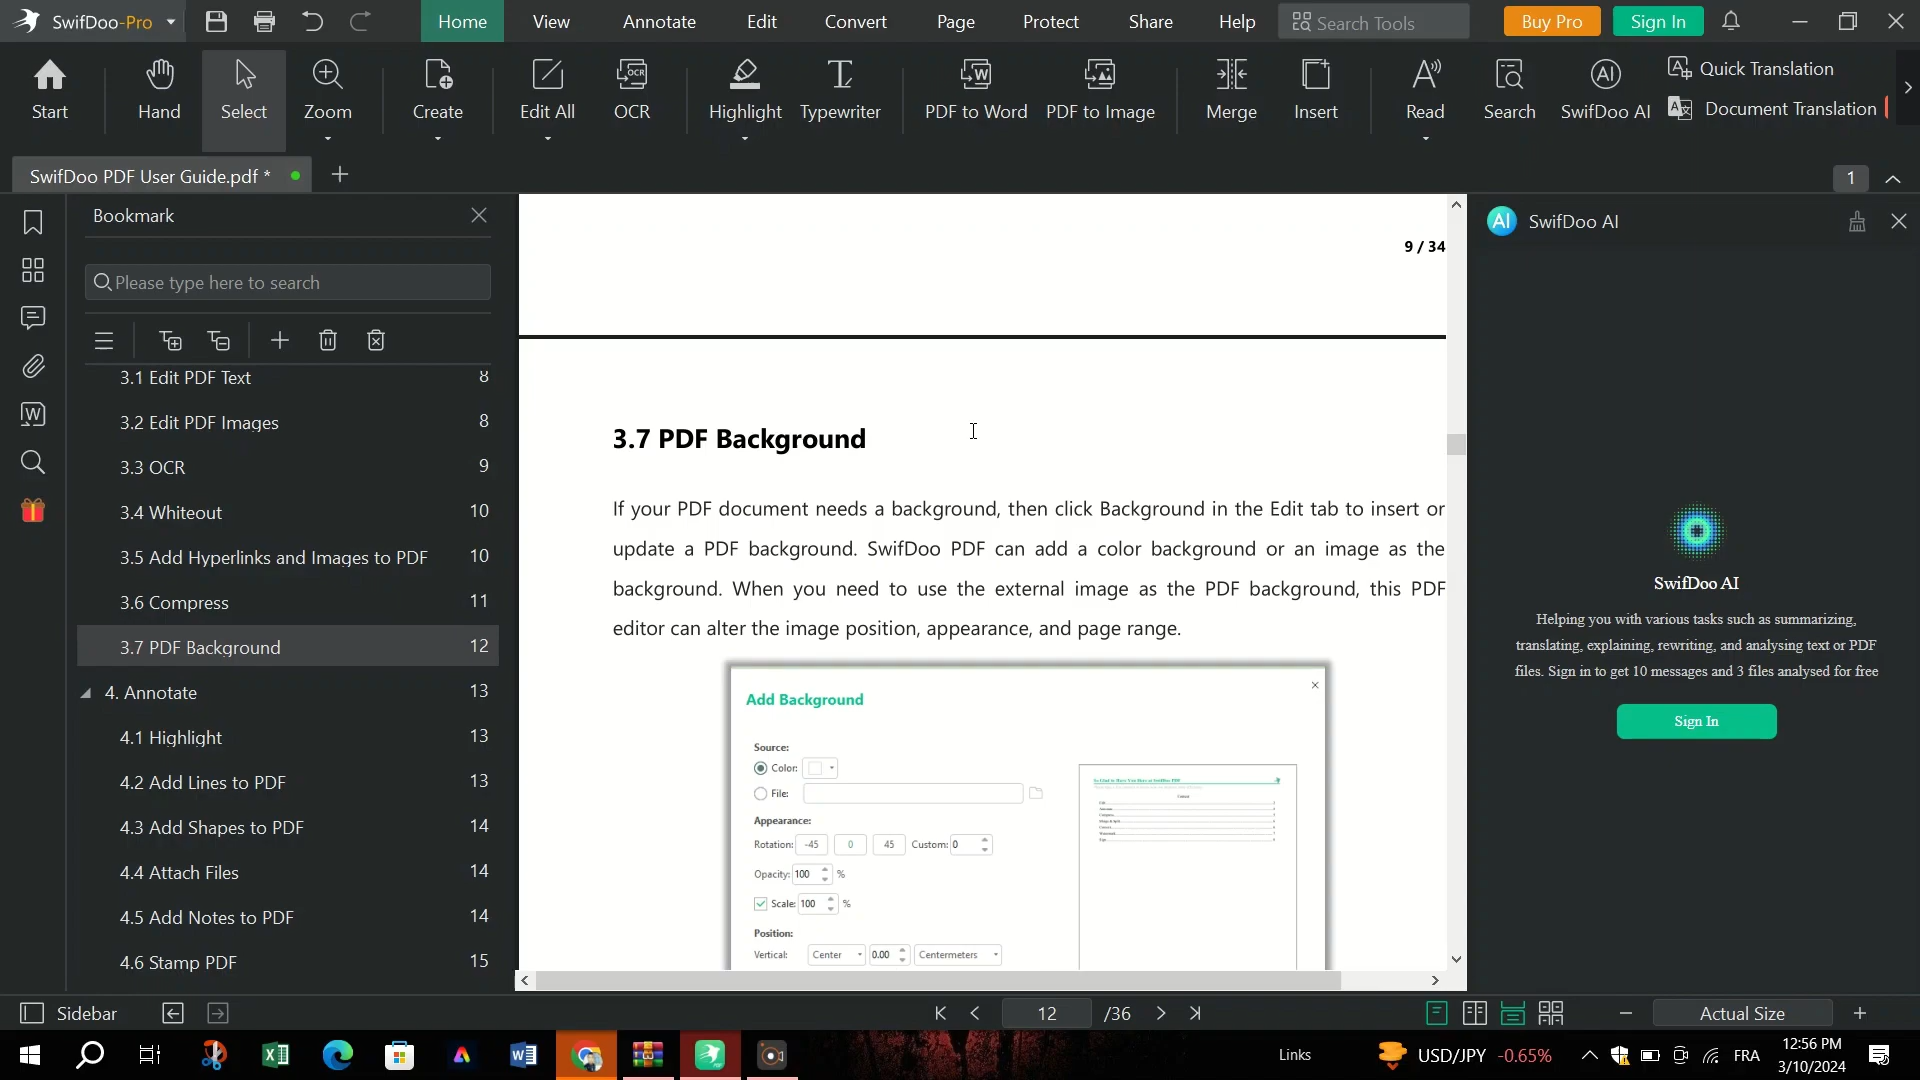 SwifDoo-Pro
Home View Annotate Edit Convert Page Protect Share Help Search Tools Buy Pro Sign In
Start Hand Select Zoom Create Edit All OCR Highlight Typewriter PDF to Word PDF to Image Merge Insert Read Search SwifDoo AI
Quick Translation
Document Translation
SwifDoo PDF User Guide.pdf * 1
Bookmark
Please type here to search
3.1 Edit PDF Text 8
3.2 Edit PDF Images 8
3.3 OCR 9
3.4 Whiteout 10
3.5 Add Hyperlinks and Images to PDF 10
3.6 Compress 11
3.7 PDF Background 12
4. Annotate 13
4.1 Highlight 13
4.2 Add Lines to PDF 13
4.3 Add Shapes to PDF 14
4.4 Attach Files 14
4.5 Add Notes to PDF 14
4.6 Stamp PDF 15
9 / 34
3.7 PDF Background
If your PDF document needs a background, then click Background in the Edit tab to insert or
update a PDF background. SwifDoo PDF can add a color background or an image as the
background. When you need to use the external image as the PDF background, this PDF
editor can alter the image position, appearance, and page range.
Add Background
Source:
Color:
File:
Appearance:
Rotation: -45 0 45 Custom: 0
Opacity: 100 %
Scale: 100 %
Position:
Vertical: Center 0.00 Centermeters
SwifDoo AI
SwifDoo AI
Helping you with various tasks such as summarizing,
translating, explaining, rewriting, and analysing text or PDF
files. Sign in to get 10 messages and 3 files analysed for free
Sign In
Sidebar 12 /36 Actual Size
Links USD/JPY -0.65% FRA 12:56 PM
3/10/2024